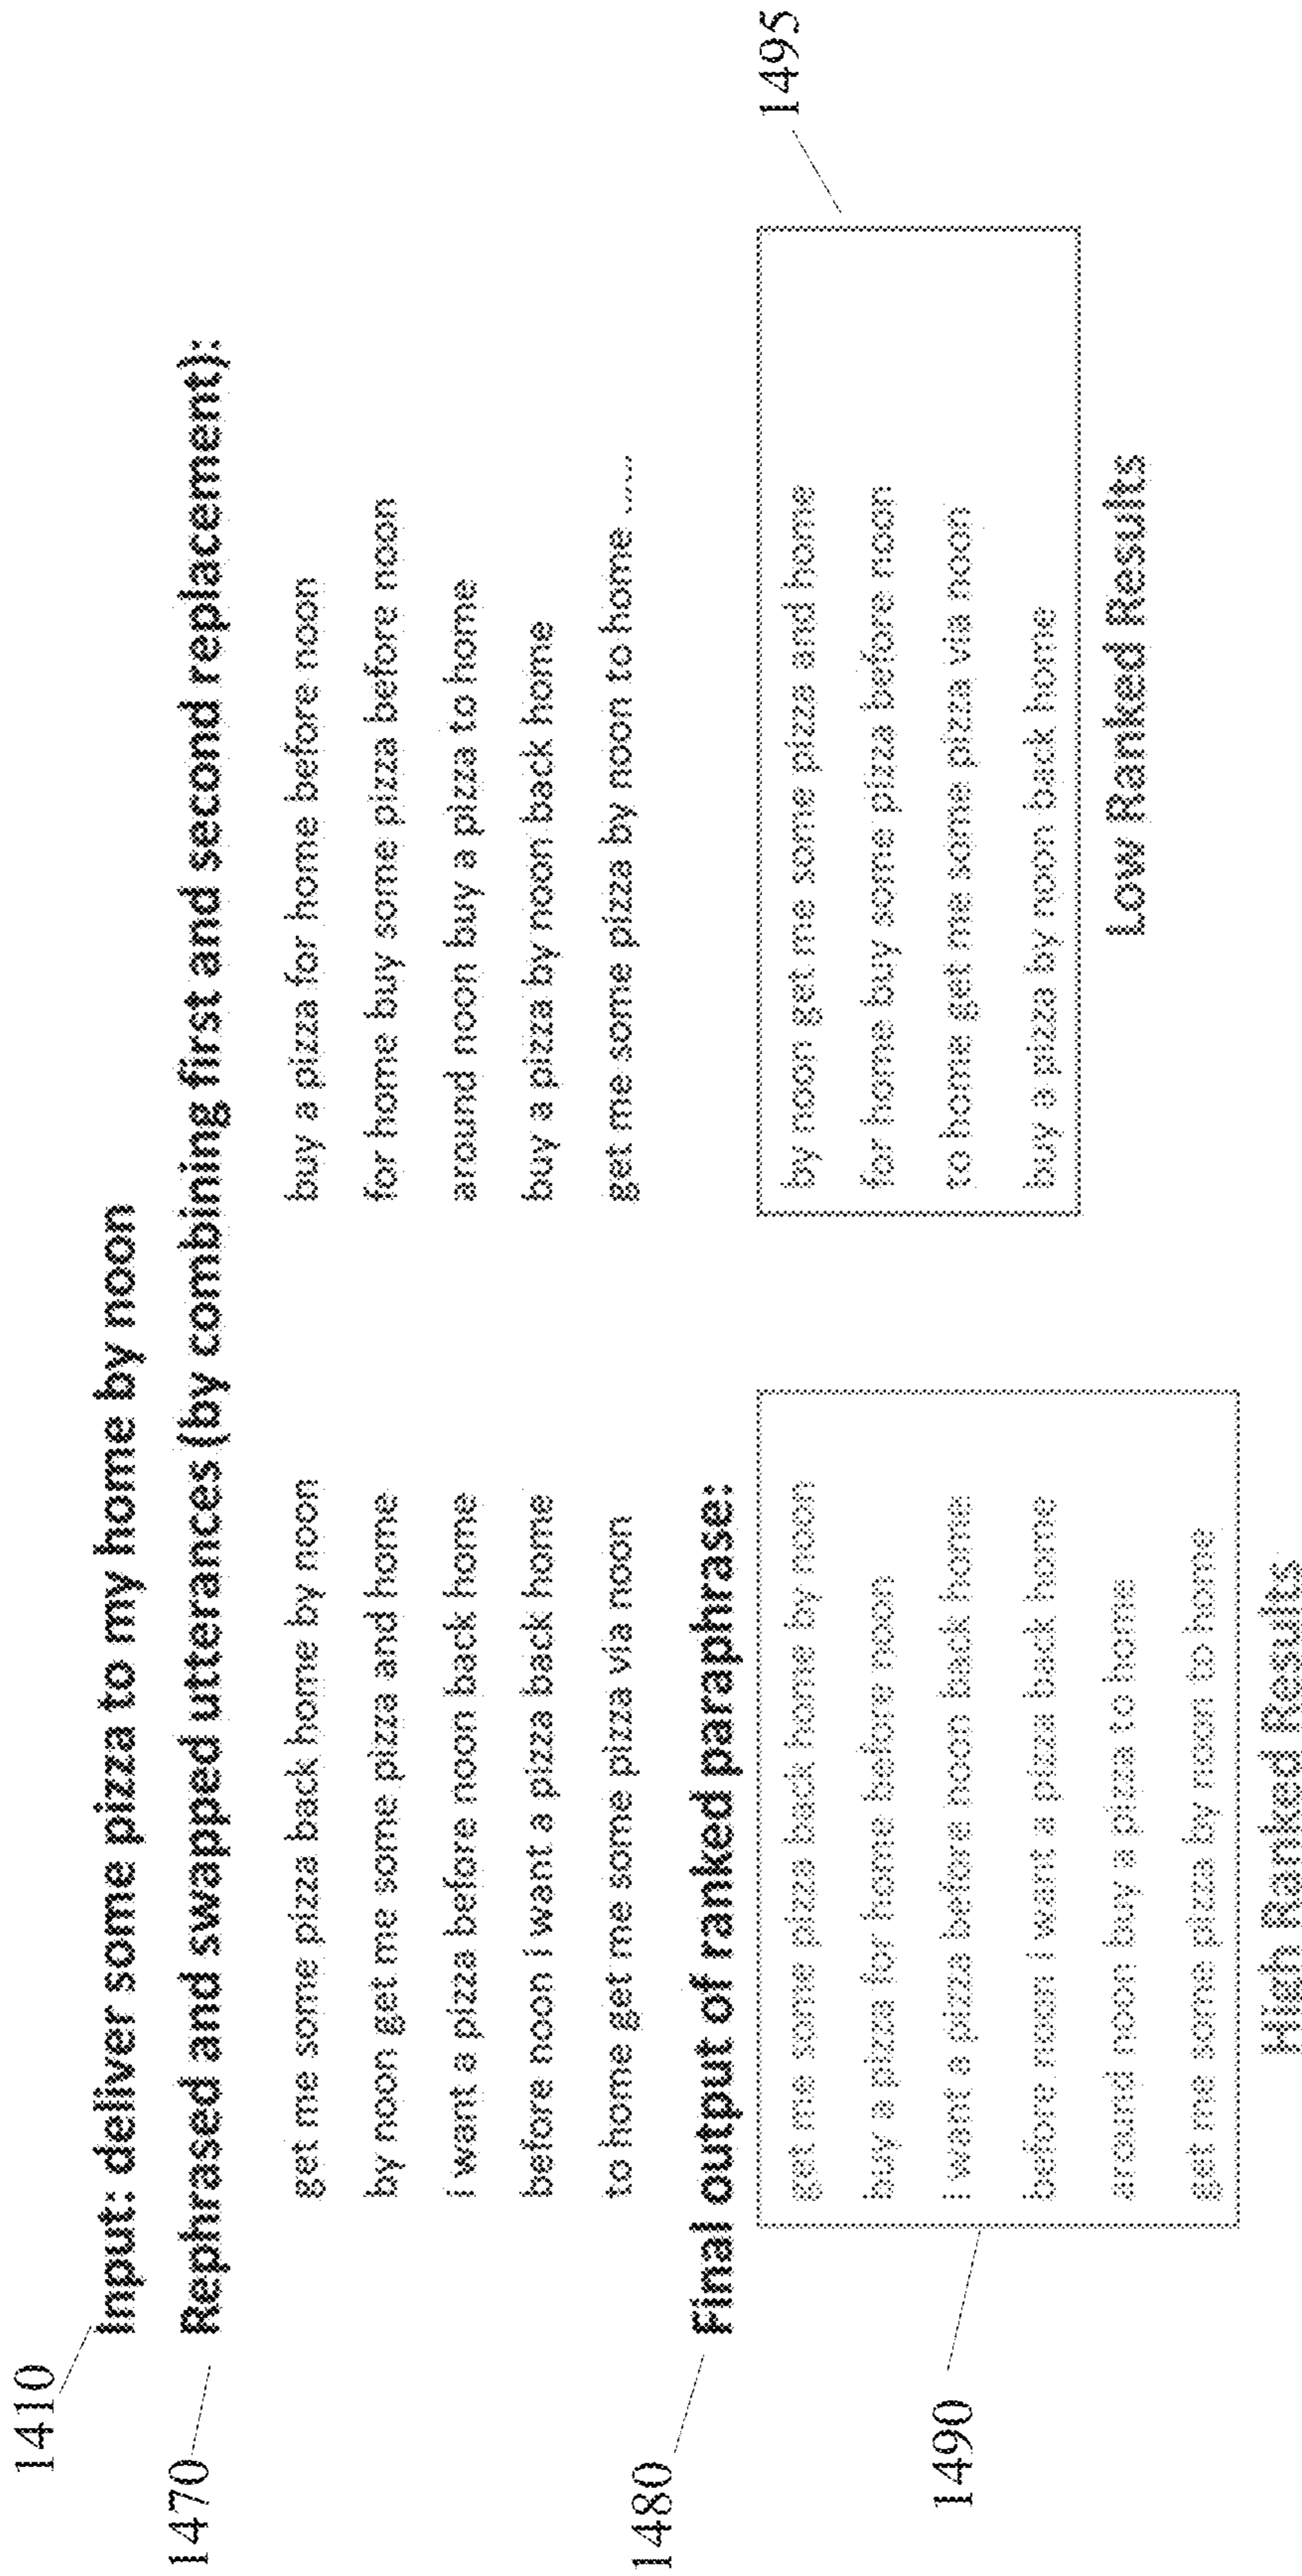 1410
Input: deliver some pizza to my home by noon
1470
Rephrased and swapped utterances (by combining first and second replacement):
get me some pizza back home by noon
by noon get me some pizza and home
i want a pizza before noon back home
before noon i want a pizza back home
to home get me some pizza via noon
buy a pizza for home before noon
for home buy some pizza before noon
around noon buy a pizza to home
buy a pizza by noon back home
get me some pizza by noon to home .....
1480
Final output of ranked paraphrase:
1490
get me some pizza back home by noon
buy a pizza for home before noon
i want a pizza before noon back home
before noon i want a pizza back home
around noon buy a pizza to home
get me some pizza by noon to home
High Ranked Results
1495
by noon get me some pizza and home
for home buy some pizza before noon
to home get me some pizza via noon
buy a pizza by noon back home
Low Ranked Results